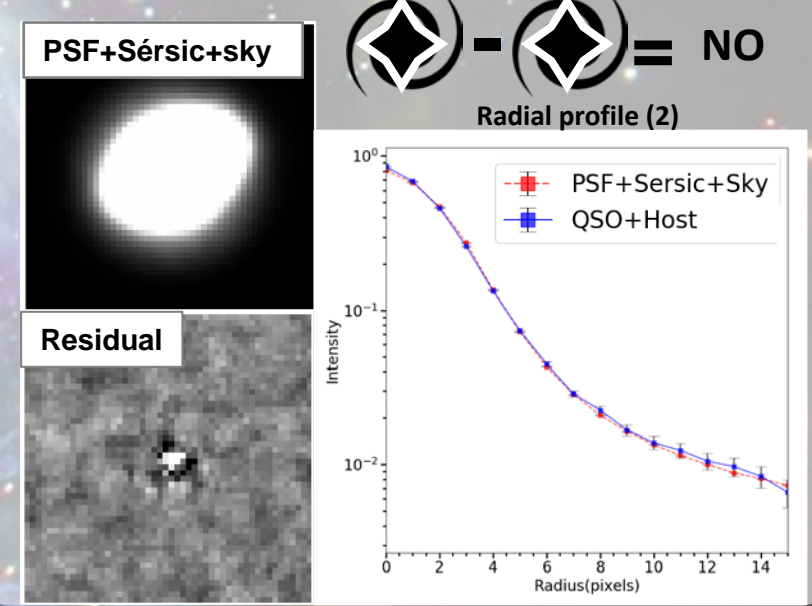 PSF+Sérsic+sky
= NO
Radial profile (2)
10⁰
PSF+Sersic+Sky
QSO+Host
10⁻¹
Intensity
10⁻²
0 2 4 6 8 10 12 14
Radius(pixels)
Residual